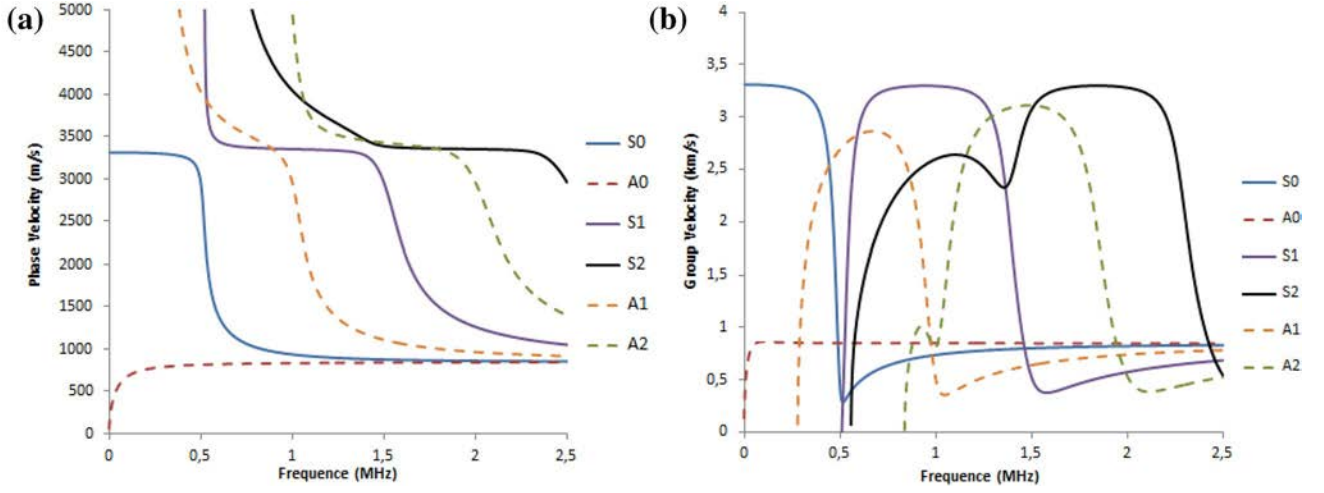 (a)
Phase Velocity (m/s)
5000
4500
4000
3500
3000
2500
2000
1500
1000
500
0
0
0,5
1
1,5
2
2,5
Frequence (MHz)
S0
A0
S1
S2
A1
A2
(b)
Group Velocity (km/s)
4
3,5
3
2,5
2
1,5
1
0,5
0
0
0,5
1
1,5
2
2,5
Frequence (MHz)
S0
A0
S1
S2
A1
A2